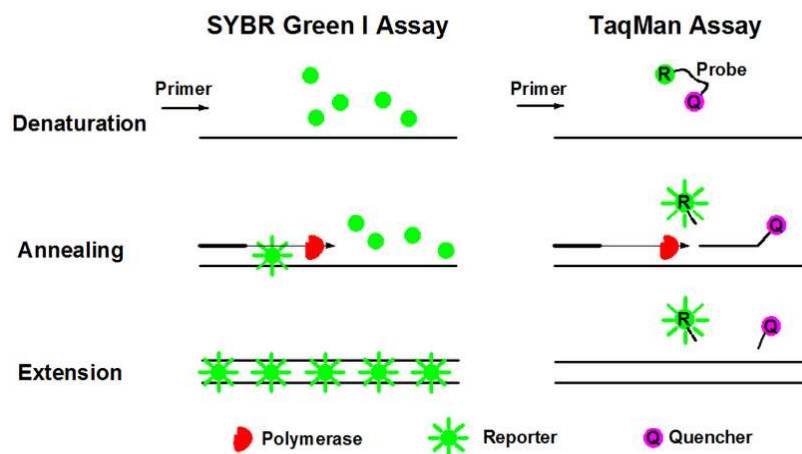 SYBR Green I Assay
TaqMan Assay
Primer
Primer
R
Probe
Q
Denaturation
R
Q
Annealing
R
Q
Extension
Polymerase
Reporter
Q
Quencher